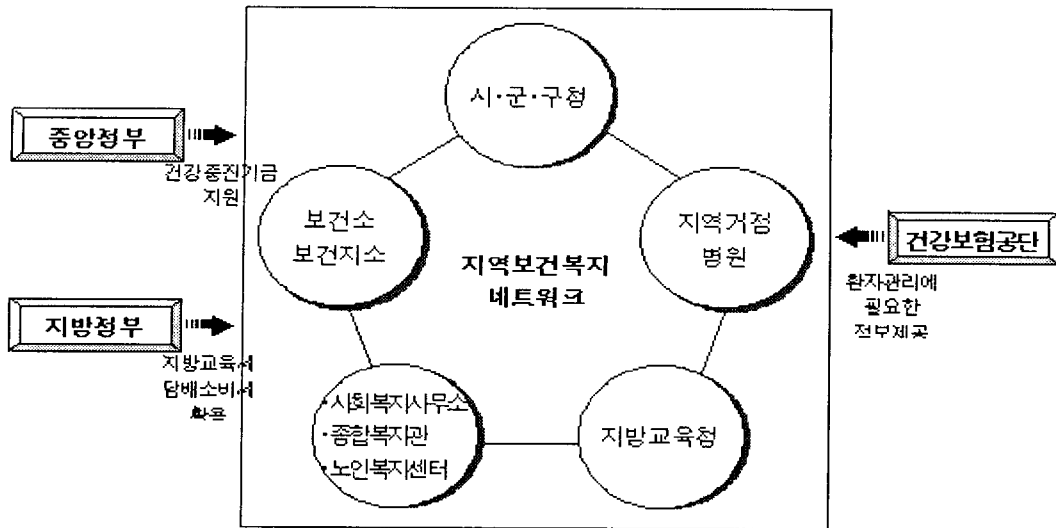 시·군·구청
중앙정부
건강증진기금
지원
보건소
보건지소
지역거점
병원
건강보험공단
환자관리에
필요한
정보제공
지역보건복지
네트워크
지방정부
지방교육세
담배소비세
활용
·사회복지사무소
·종합복지관
·노인복지센터
지방교육청